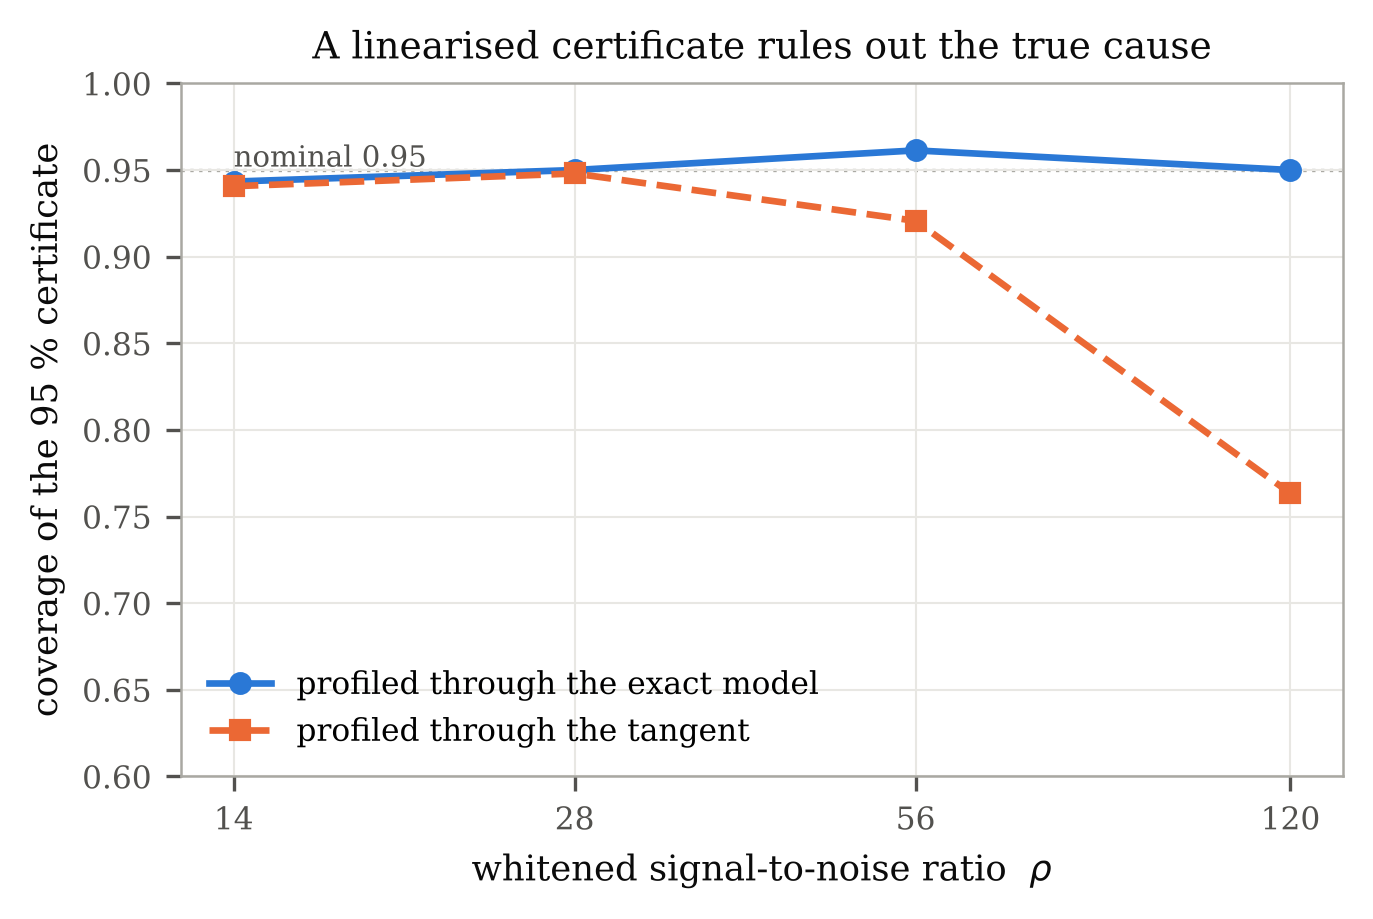 A linearised certificate rules out the true cause
coverage of the 95 % certificate
1.00
0.95
0.90
0.85
0.80
0.75
0.70
0.65
0.60
nominal 0.95
profiled through the exact model
profiled through the tangent
14 28 56 120
whitened signal-to-noise ratio ρ